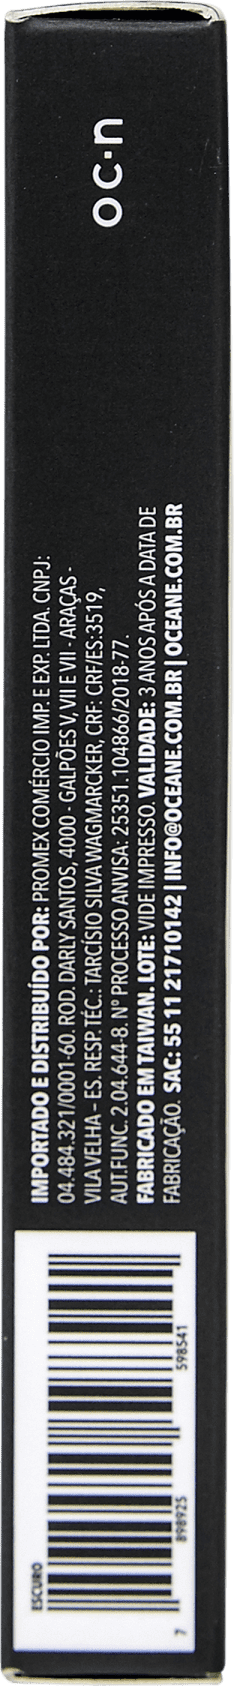 oc·n
IMPORTADO E DISTRIBUÍDO POR: PROMEX COMÉRCIO IMP. E EXP. LTDA. CNPJ:
04.484.321/0001-60. ROD. DARLY SANTOS, 4000 - GALPÕES V, VII E VII - ARAÇAS -
VILA VELHA - ES. RESP TÉC.: TARCÍSIO SILVA WAGMARCKER, CRF: CRF/ES:3519,
AUT.FUNC. 2.04.644-8. Nº PROCESSO ANVISA: 25351.104866/2018-77.
FABRICADO EM TAIWAN. LOTE: VIDE IMPRESSO. VALIDADE: 3 ANOS APÓS A DATA DE
FABRICAÇÃO. SAC: 55 11 21710142 | INFO@OCEANE.COM.BR | OCEANE.COM.BR
ESCURO
7 898925 598541